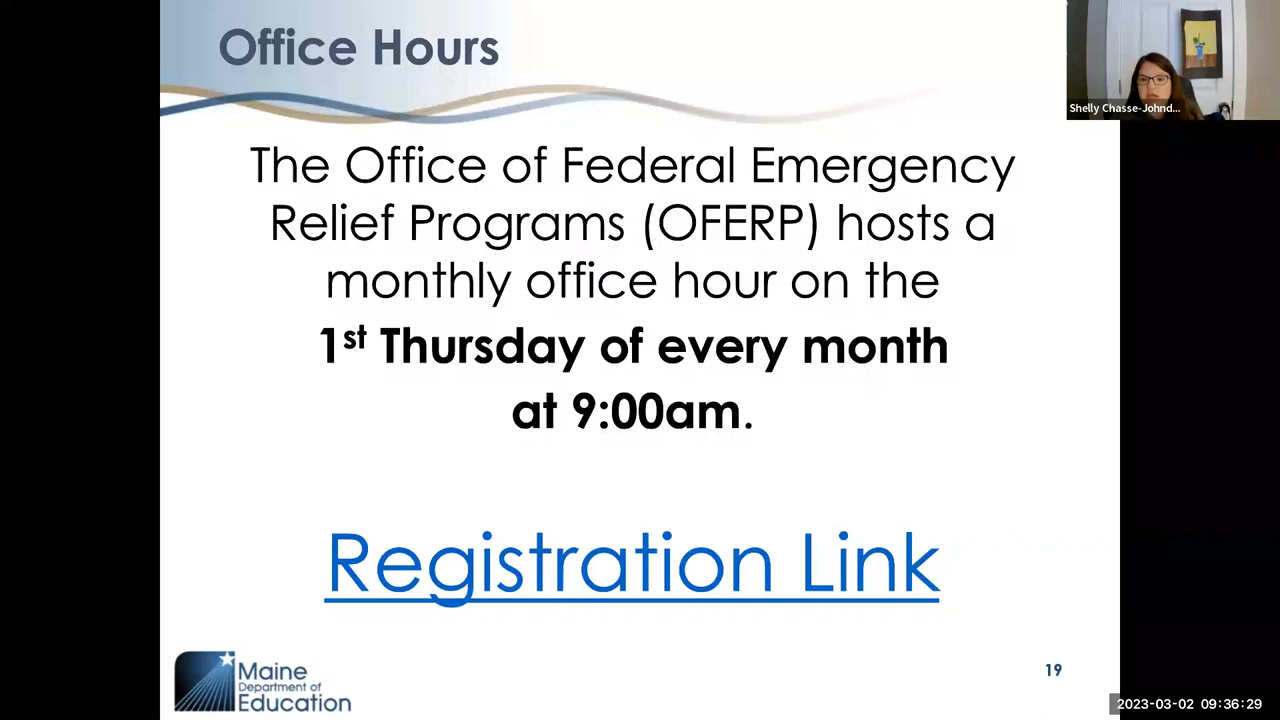 Office Hours
Shelly Chasse-Johnd...
The Office of Federal Emergency
Relief Programs (OFERP) hosts a
monthly office hour on the
1st Thursday of every month
at 9:00am.
Registration Link
Maine
Department of
Education
19
2023-03-02 09:36:29